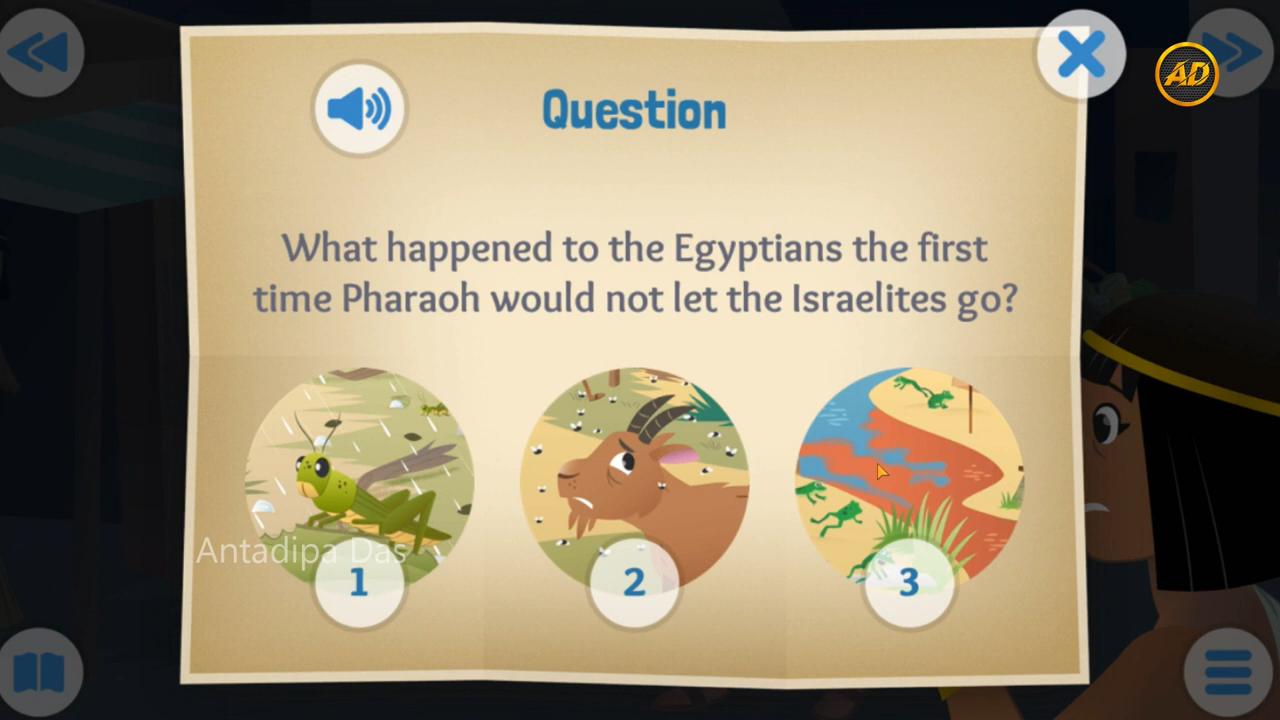 AD
Question
What happened to the Egyptians the first
time Pharaoh would not let the Israelites go?
Antadipa Das
1
2
3